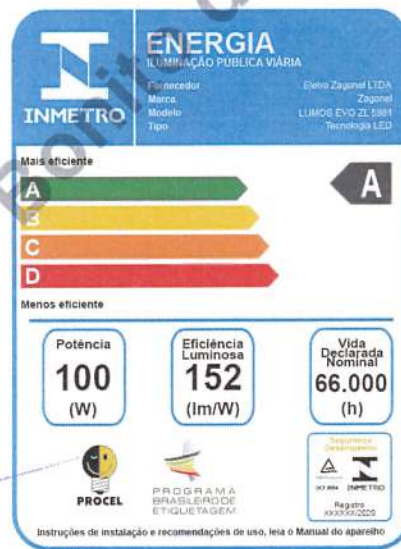 Bonito d
INMETRO
ENERGIA
ILUMINAÇÃO PÚBLICA VIÁRIA
Fornecedor Eletro Zagonel LTDA
Marca Zagonel
Modelo LUMOS EVO ZL 5981
Tipo Tecnologia LED
Mais eficiente
A
A
B
C
D
Menos eficiente
Potência
100
(W)
Eficiência
Luminosa
152
(lm/W)
Vida
Declarada
Nominal
66.000
(h)
PROCEL
PROGRAMA
BRASILEIRO DE
ETIQUETAGEM
Segurança
Desempenho
INMETRO
Registro
Instruções de instalação e recomendações de uso, leia o Manual do aparelho